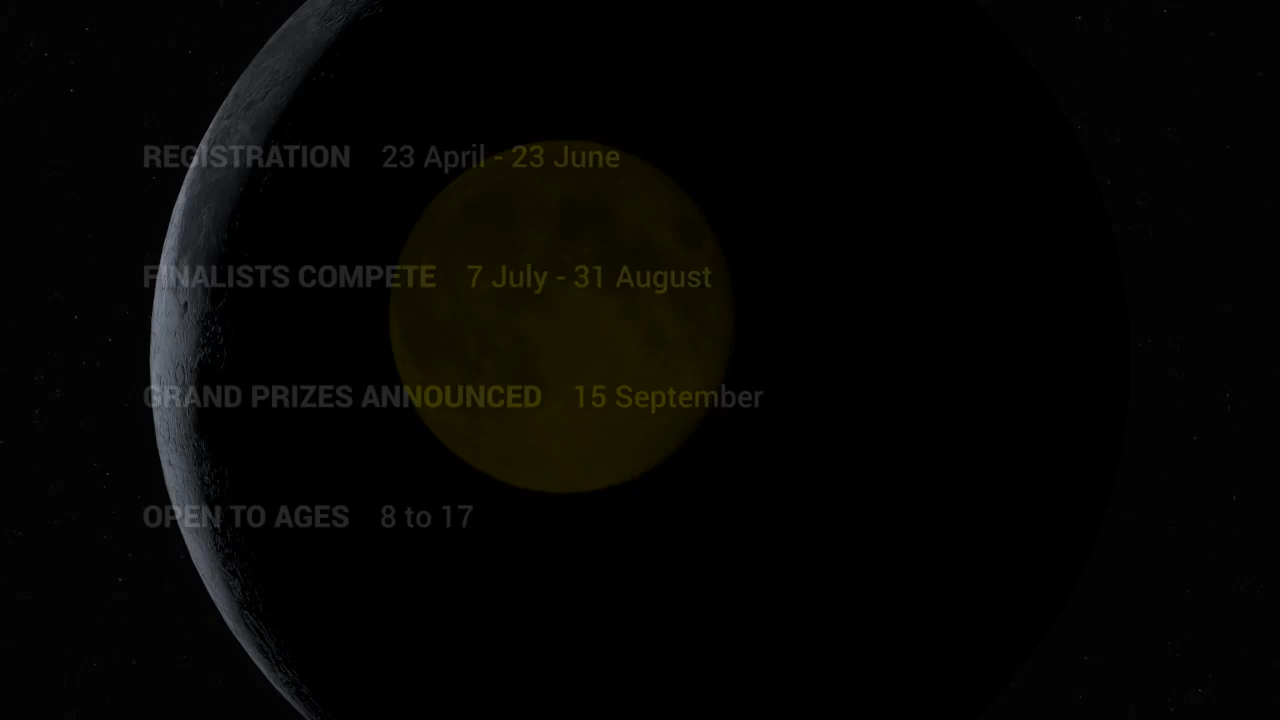 REGISTRATION 23 April - 23 June
FINALISTS COMPETE 7 July - 31 August
GRAND PRIZES ANNOUNCED 15 September
OPEN TO AGES 8 to 17